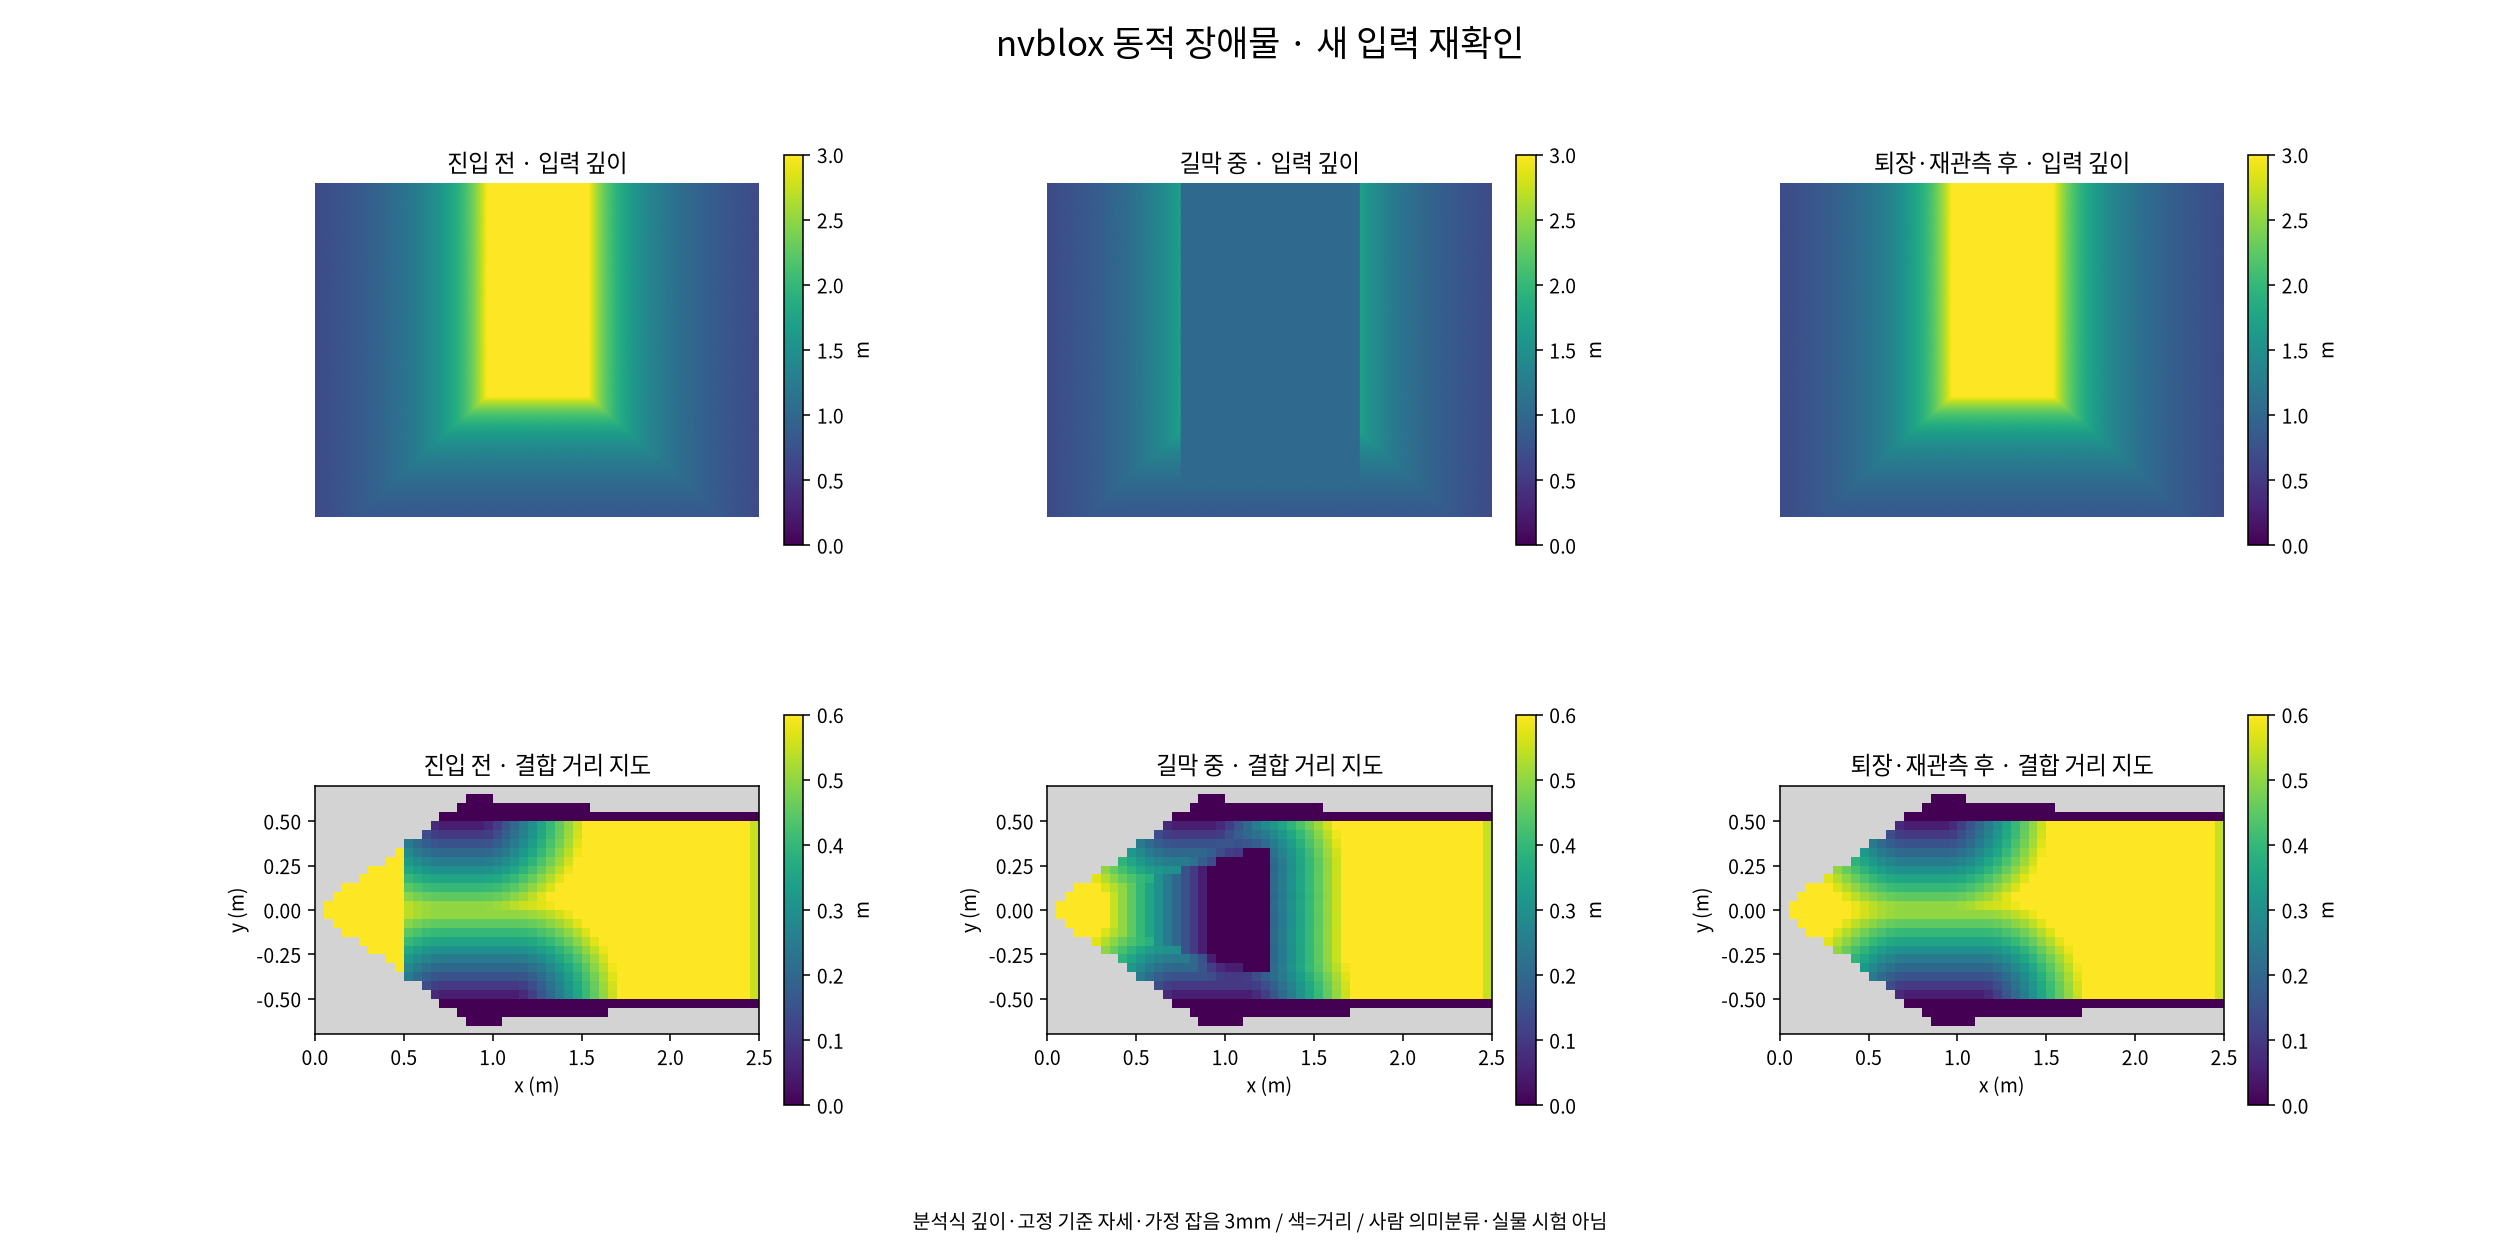 nvblox 동적 장애물 · 새 입력 재확인
진입 전 · 입력 깊이
3.0
2.5
2.0
1.5
1.0
0.5
0.0
m
길막 중 · 입력 깊이
3.0
2.5
2.0
1.5
1.0
0.5
0.0
m
퇴장·재관측 후 · 입력 깊이
3.0
2.5
2.0
1.5
1.0
0.5
0.0
m
진입 전 · 결합 거리 지도
y (m)
0.50
0.25
0.00
-0.25
-0.50
0.0 0.5 1.0 1.5 2.0 2.5
x (m)
0.6
0.5
0.4
0.3
0.2
0.1
0.0
m
길막 중 · 결합 거리 지도
y (m)
0.50
0.25
0.00
-0.25
-0.50
0.0 0.5 1.0 1.5 2.0 2.5
x (m)
0.6
0.5
0.4
0.3
0.2
0.1
0.0
m
퇴장·재관측 후 · 결합 거리 지도
y (m)
0.50
0.25
0.00
-0.25
-0.50
0.0 0.5 1.0 1.5 2.0 2.5
x (m)
0.6
0.5
0.4
0.3
0.2
0.1
0.0
m
분석식 깊이·고정 기준 자세·가정 잡음 3mm / 색=거리 / 사람 의미분류·실물 시험 아님